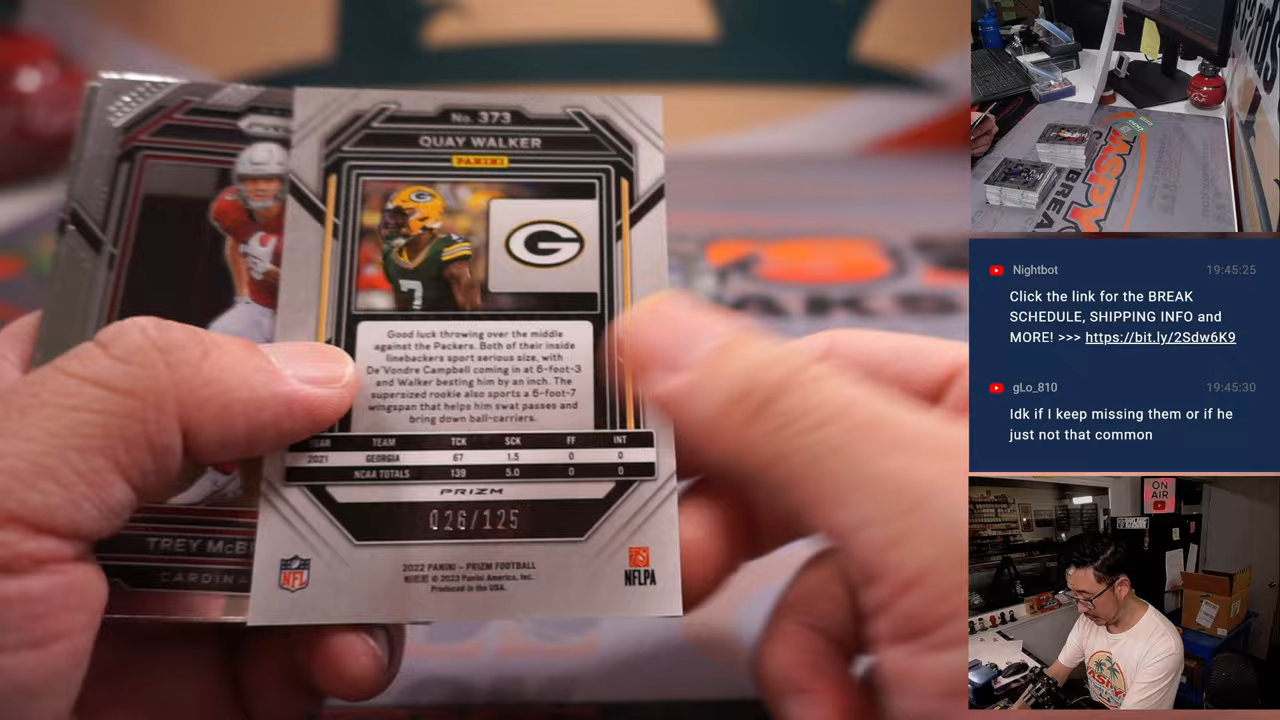 No. 373
QUAY WALKER
PANINI
G
7
Good luck throwing over the middle
against the Packers. Both of their inside
linebackers sport serious size, with
De'Vondre Campbell coming in at 6-foot-3
and Walker besting him by an inch. The
supersized rookie also sports a 6-foot-7
wingspan that helps him swat passes and
bring down ball-carriers.
YEAR TEAM TCK SCK FF INT
2021 GEORGIA 67 1.5 0 0
NCAA TOTALS 139 5.0 0 0
PRIZM
026/125
NFL
2022 PANINI – PRIZM FOOTBALL
© 2023 Panini America, Inc.
Produced in the USA.
NFLPA
TREY McB
CARDINA
BREA
Nightbot 19:45:25
Click the link for the BREAK
SCHEDULE, SHIPPING INFO and
MORE! >>> https://bit.ly/2Sdw6K9
gLo_810 19:45:30
Idk if I keep missing them or if he
just not that common
ON
AIR